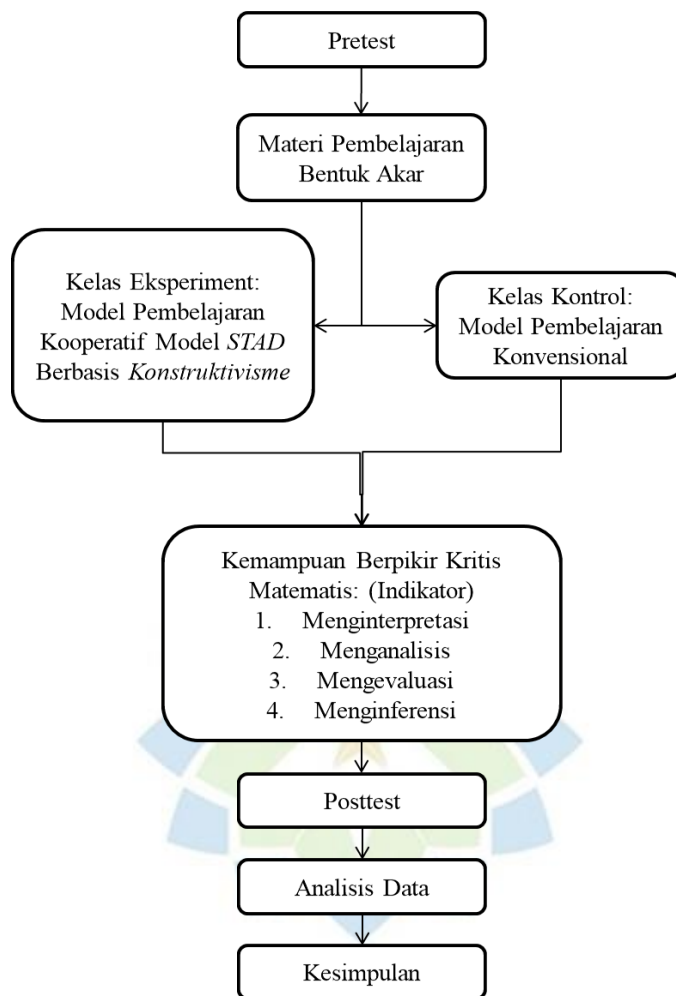 Pretest
Materi Pembelajaran
Bentuk Akar
Kelas Eksperiment:
Model Pembelajaran
Kooperatif Model STAD
Berbasis Konstruktivisme
Kelas Kontrol:
Model Pembelajaran
Konvensional
Kemampuan Berpikir Kritis
Matematis: (Indikator)
1. Menginterpretasi
2. Menganalisis
3. Mengevaluasi
4. Menginferensi
Posttest
Analisis Data
Kesimpulan